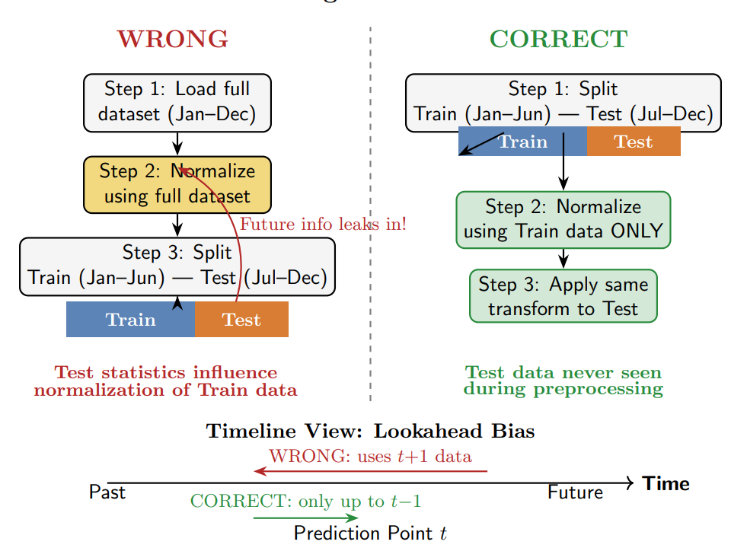 WRONG
Step 1: Load full
dataset (Jan–Dec)
Step 2: Normalize
using full dataset
Future info leaks in!
Step 3: Split
Train (Jan–Jun) — Test (Jul–Dec)
Train
Test
Test statistics influence
normalization of Train data
CORRECT
Step 1: Split
Train (Jan–Jun) — Test (Jul–Dec)
Train
Test
Step 2: Normalize
using Train data ONLY
Step 3: Apply same
transform to Test
Test data never seen
during preprocessing
Timeline View: Lookahead Bias
WRONG: uses t+1 data
Past
Future
Time
CORRECT: only up to t−1
Prediction Point t